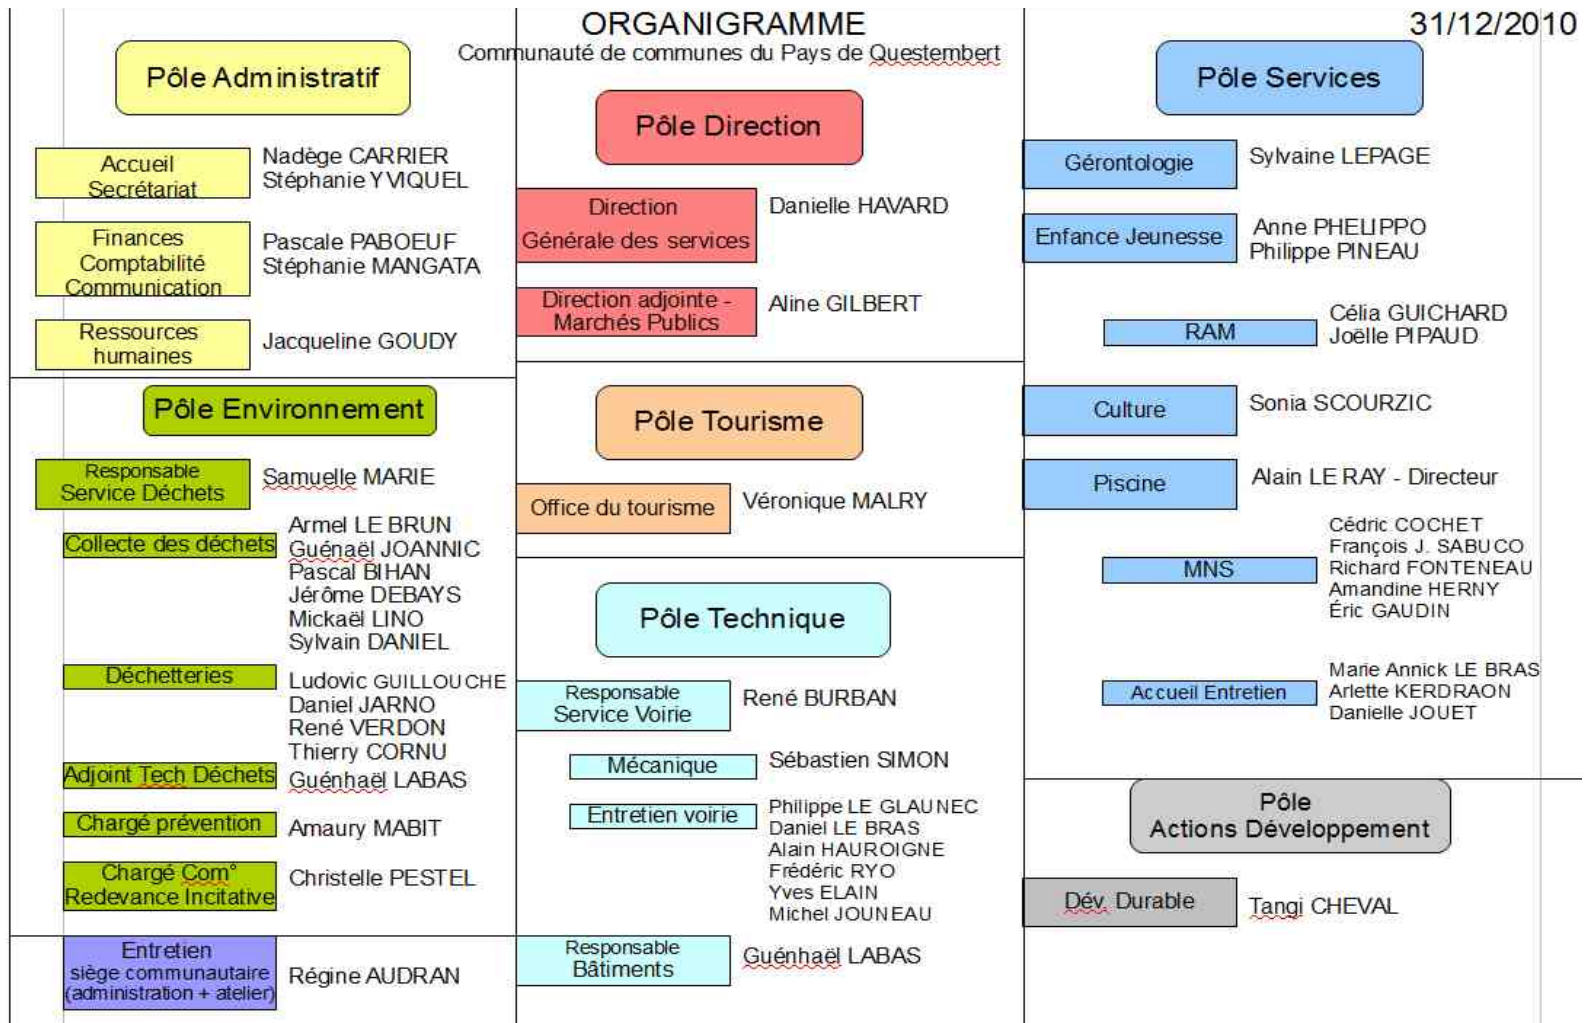 ORGANIGRAMME
31/12/2010
Communauté de communes du Pays de Questembert
Pôle Administratif
Accueil
Secrétariat
Nadège CARRIER
Stéphanie YVIQUEL
Finances
Comptabilité
Communication
Pascale PABOEUF
Stéphanie MANGATA
Ressources
humaines
Jacqueline GOUDY
Pôle Environnement
Responsable
Service Déchets
Samuelle MARIE
Collecte des déchets
Armel LE BRUN
Guénaël JOANNIC
Pascal BIHAN
Jérôme DEBAYS
Mickaël LINO
Sylvain DANIEL
Déchetteries
Ludovic GUILLOUCHE
Daniel JARNO
René VERDON
Thierry CORNU
Adjoint Tech Déchets
Guénhaël LABAS
Chargé prévention
Amaury MABIT
Chargé Com°
Redevance Incitative
Christelle PESTEL
Entretien
siège communautaire
(administration + atelier)
Régine AUDRAN
Pôle Direction
Direction
Générale des services
Danielle HAVARD
Direction adjointe -
Marchés Publics
Aline GILBERT
Pôle Tourisme
Office du tourisme
Véronique MALRY
Pôle Technique
Responsable
Service Voirie
René BURBAN
Mécanique
Sébastien SIMON
Entretien voirie
Philippe LE GLAUNEC
Daniel LE BRAS
Alain HAUROIGNE
Frédéric RYO
Yves ELAIN
Michel JOUNEAU
Responsable
Bâtiments
Guénhaël LABAS
Pôle Services
Gérontologie
Sylvaine LEPAGE
Enfance Jeunesse
Anne PHELIPPO
Philippe PINEAU
RAM
Célia GUICHARD
Joëlle PIPAUD
Culture
Sonia SCOURZIC
Piscine
Alain LE RAY - Directeur
MNS
Cédric COCHET
François J. SABUCO
Richard FONTENEAU
Amandine HERNY
Éric GAUDIN
Accueil Entretien
Marie Annick LE BRAS
Arlette KERDRAON
Danielle JOUET
Pôle
Actions Développement
Dév. Durable
Tangi CHEVAL